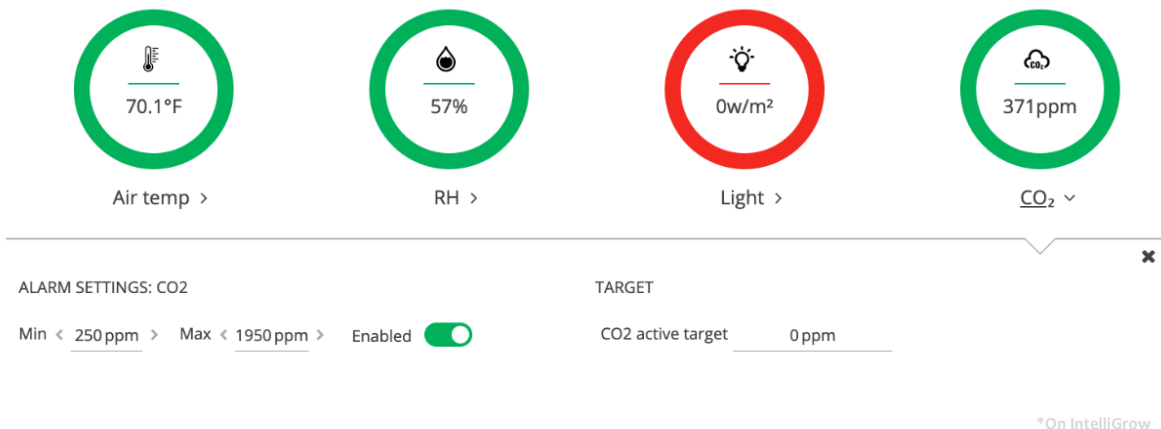 70.1°F
57%
0w/m²
CO₂
371ppm
Air temp >
RH >
Light >
CO₂
ALARM SETTINGS: CO2
TARGET
Min < 250 ppm > Max < 1950 ppm > Enabled
CO2 active target 0 ppm
*On IntelliGrow